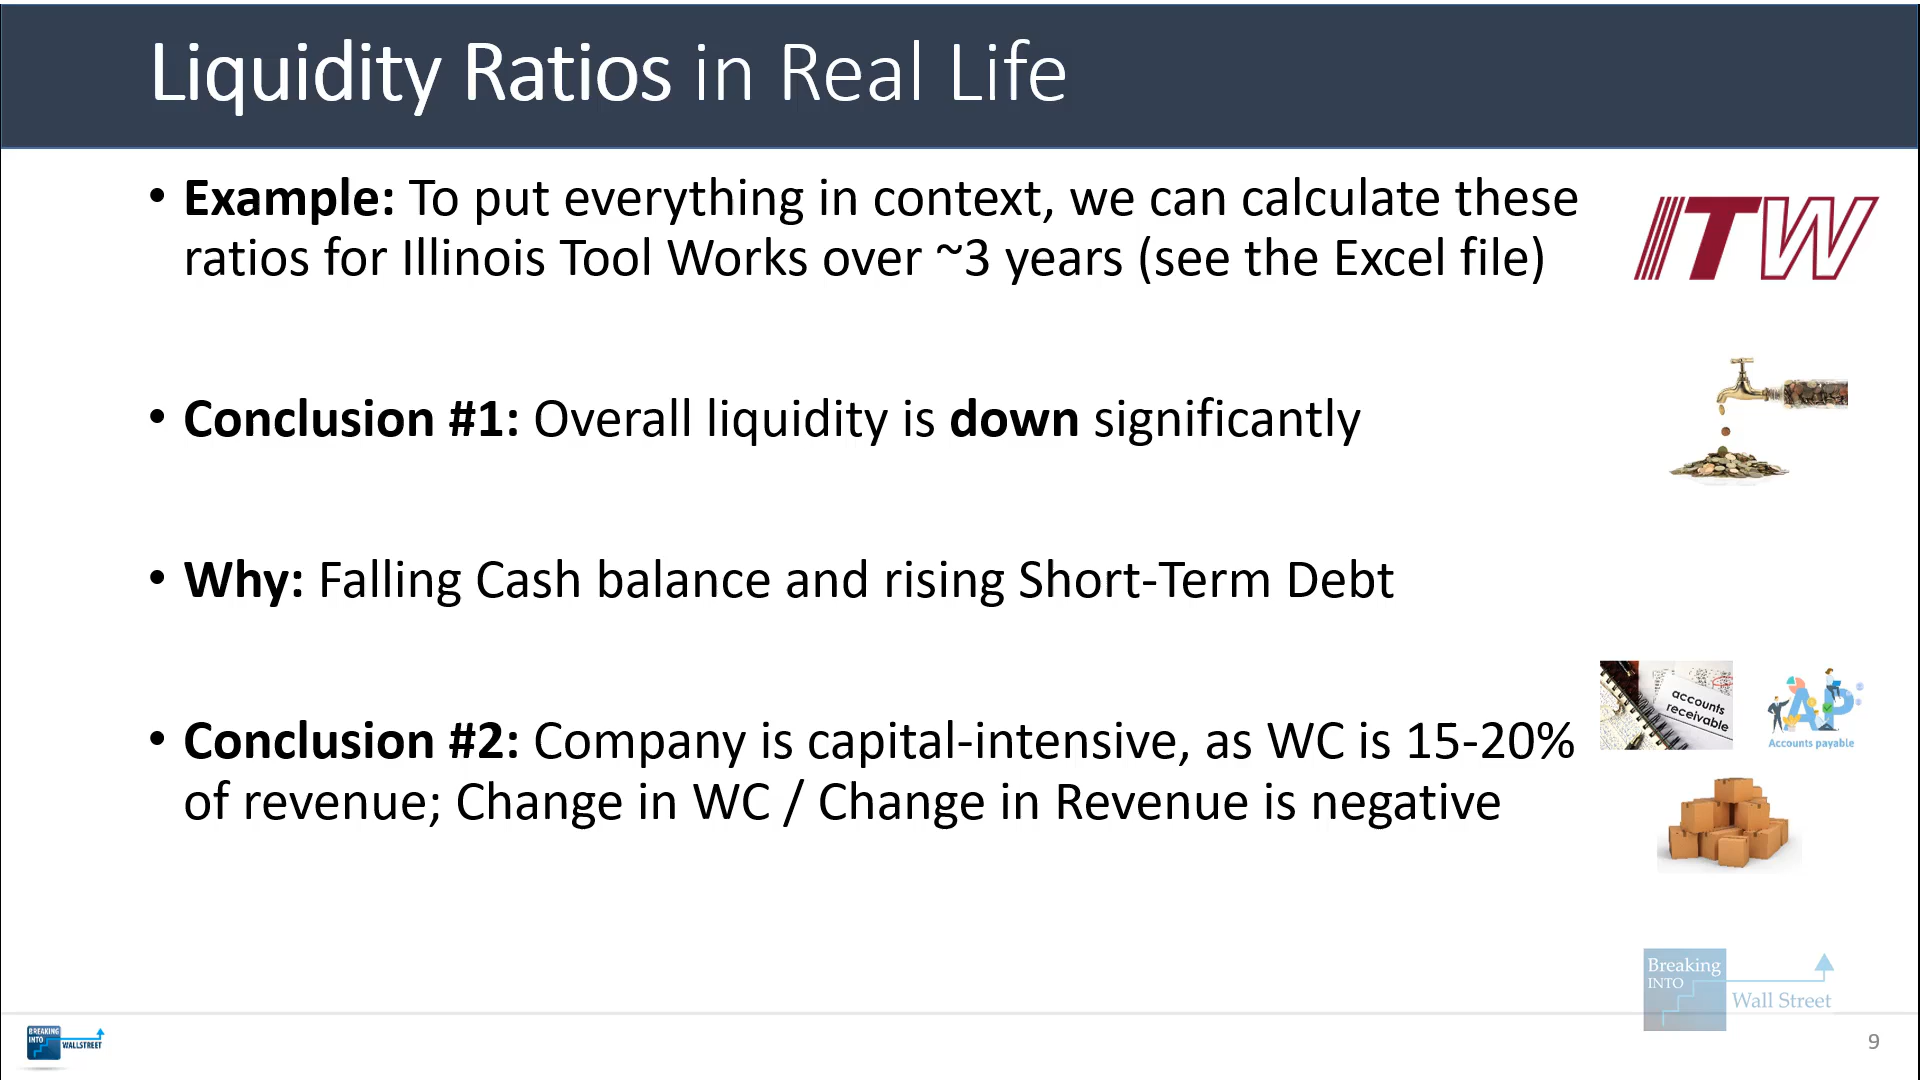 Liquidity Ratios in Real Life
• Example: To put everything in context, we can calculate these
ratios for Illinois Tool Works over ~3 years (see the Excel file)
ITW
• Conclusion #1: Overall liquidity is down significantly
• Why: Falling Cash balance and rising Short-Term Debt
accounts
receivable
AP
Accounts payable
• Conclusion #2: Company is capital-intensive, as WC is 15-20%
of revenue; Change in WC / Change in Revenue is negative
Breaking
INTO
Wall Street
BREAKING
INTO
WALLSTREET
9